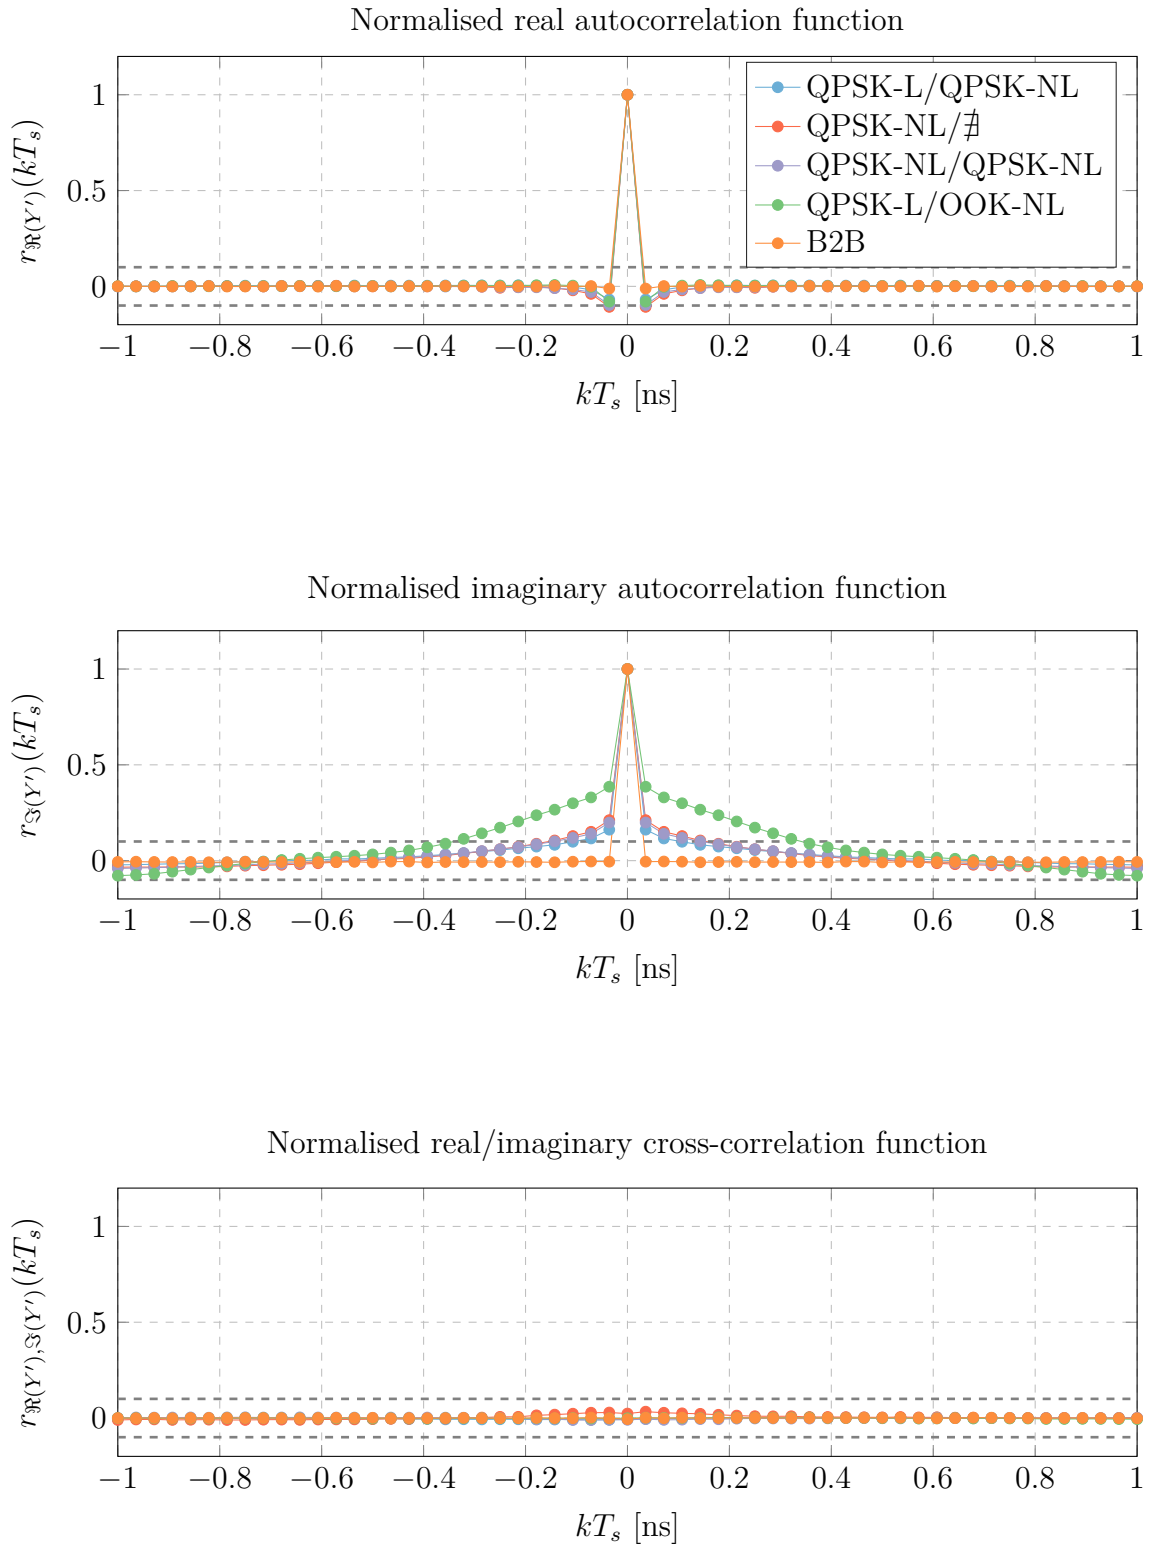 Normalised real autocorrelation function
r_ℜ(Y′)(kT_s)
1
0.5
0
QPSK-L/QPSK-NL
QPSK-NL/∄
QPSK-NL/QPSK-NL
QPSK-L/OOK-NL
B2B
−1 −0.8 −0.6 −0.4 −0.2 0 0.2 0.4 0.6 0.8 1
kT_s [ns]
Normalised imaginary autocorrelation function
r_ℑ(Y′)(kT_s)
1
0.5
0
−1 −0.8 −0.6 −0.4 −0.2 0 0.2 0.4 0.6 0.8 1
kT_s [ns]
Normalised real/imaginary cross-correlation function
r_ℜ(Y′),ℑ(Y′)(kT_s)
1
0.5
0
−1 −0.8 −0.6 −0.4 −0.2 0 0.2 0.4 0.6 0.8 1
kT_s [ns]